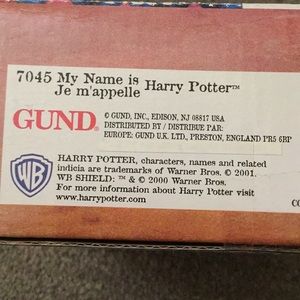 7045 My Name is Harry Potter™
Je m'appelle
GUND®
© GUND, INC., EDISON, NJ 08817 USA
DISTRIBUTED BY / DISTRIBUE PAR:
EUROPE: GUND U.K. LTD., PRESTON, ENGLAND PR5 6BP
WB
HARRY POTTER, characters, names and related
indicia are trademarks of Warner Bros. © 2001.
WB SHIELD: ™ & © 2000 Warner Bros.
For more information about Harry Potter visit
www.harrypotter.com